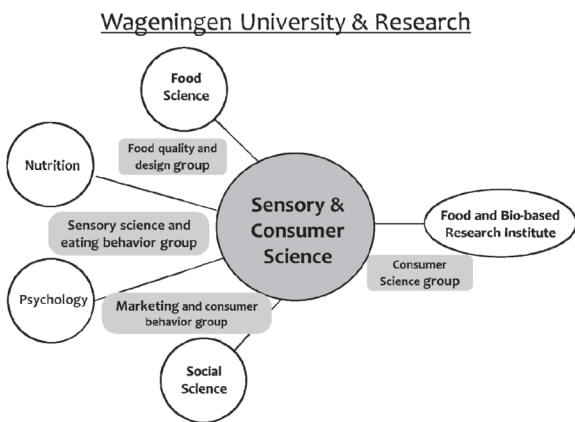 Wageningen University & Research
Food
Science
Food quality and
design group
Nutrition
Sensory science and
eating behavior group
Sensory &
Consumer
Science
Food and Bio-based
Research Institute
Consumer
Science group
Psychology
Marketing and consumer
behavior group
Social
Science